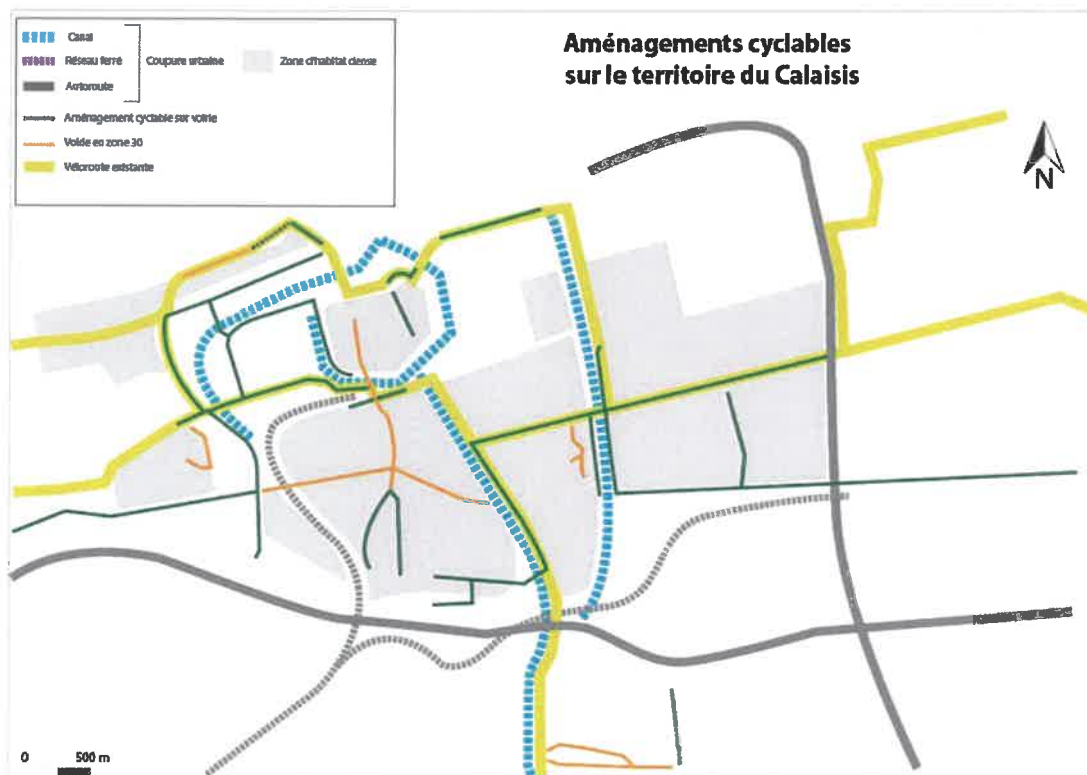 Aménagements cyclables
sur le territoire du Calaisis
Canal
Réseau ferré
Autoroute
Coupure urbaine
Zone d'habitat dense
Aménagement cyclable sur voirie
Voirie en zone 30
Véloroute existante
N
0 500 m